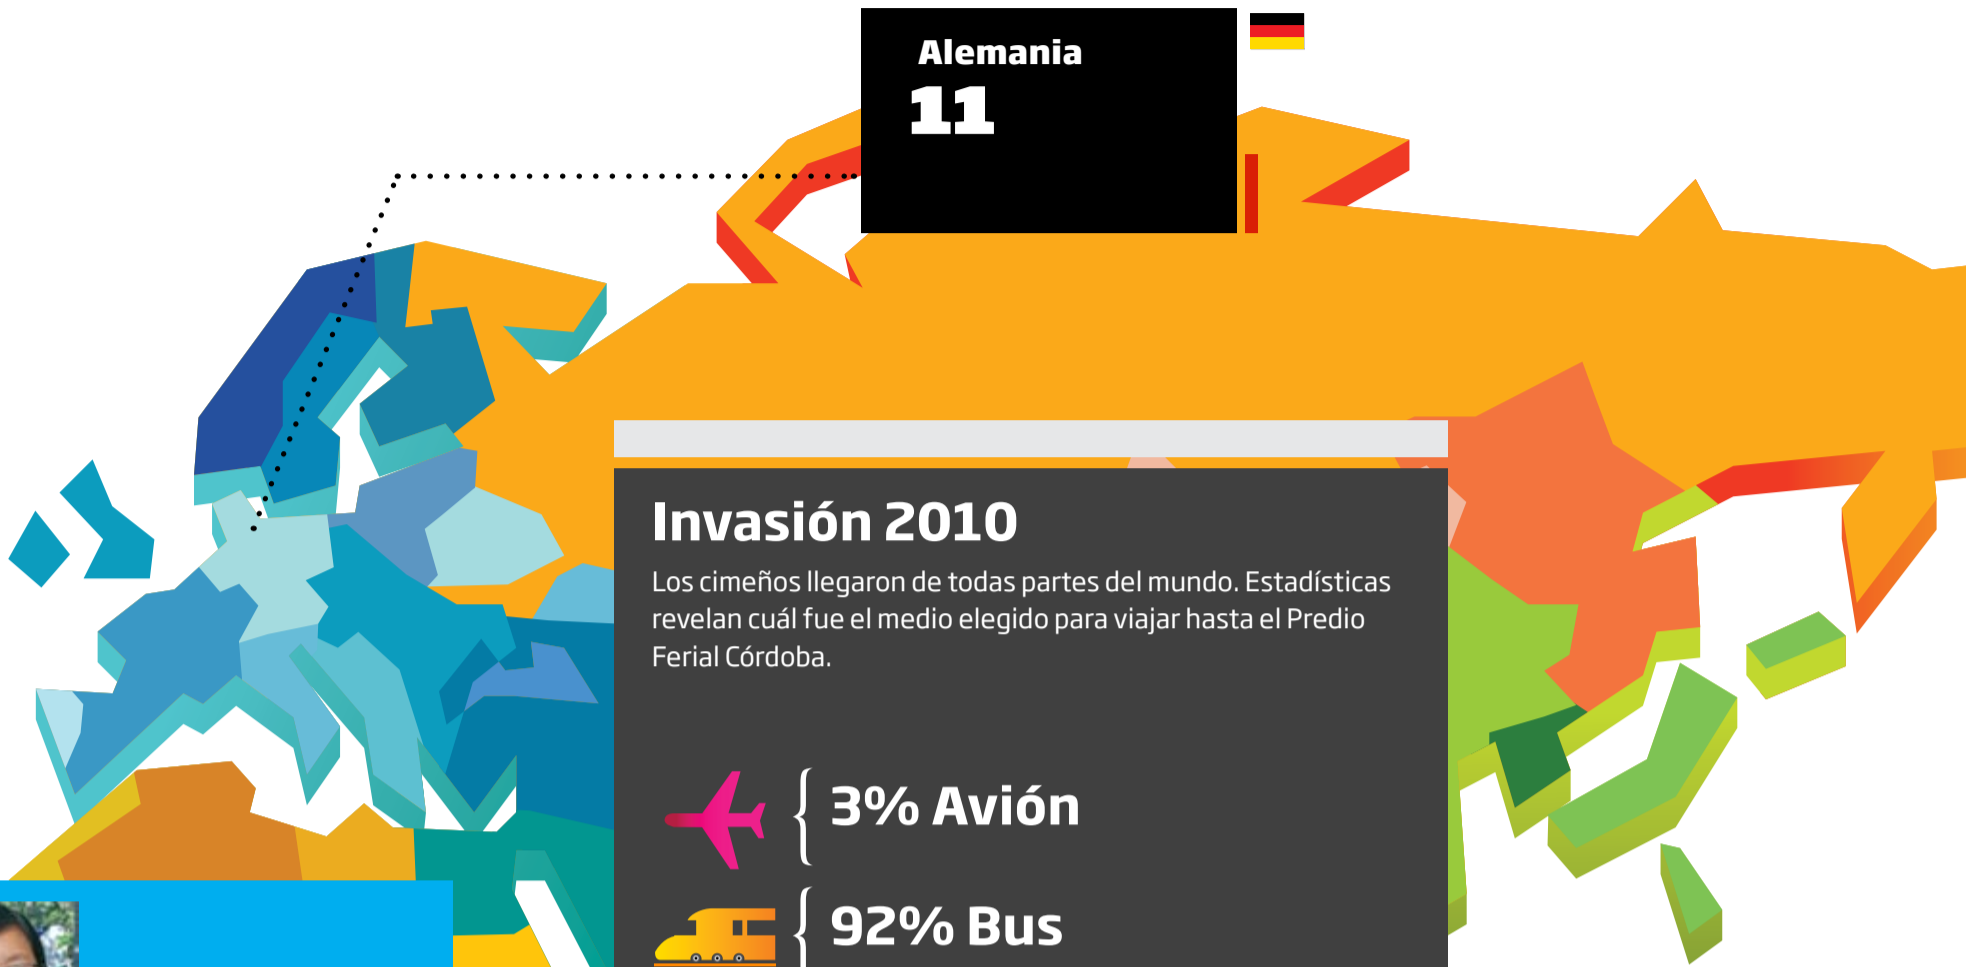 Alemania
11
Invasión 2010
Los cimeños llegaron de todas partes del mundo. Estadísticas
revelan cuál fue el medio elegido para viajar hasta el Predio
Ferial Córdoba.
3% Avión
92% Bus